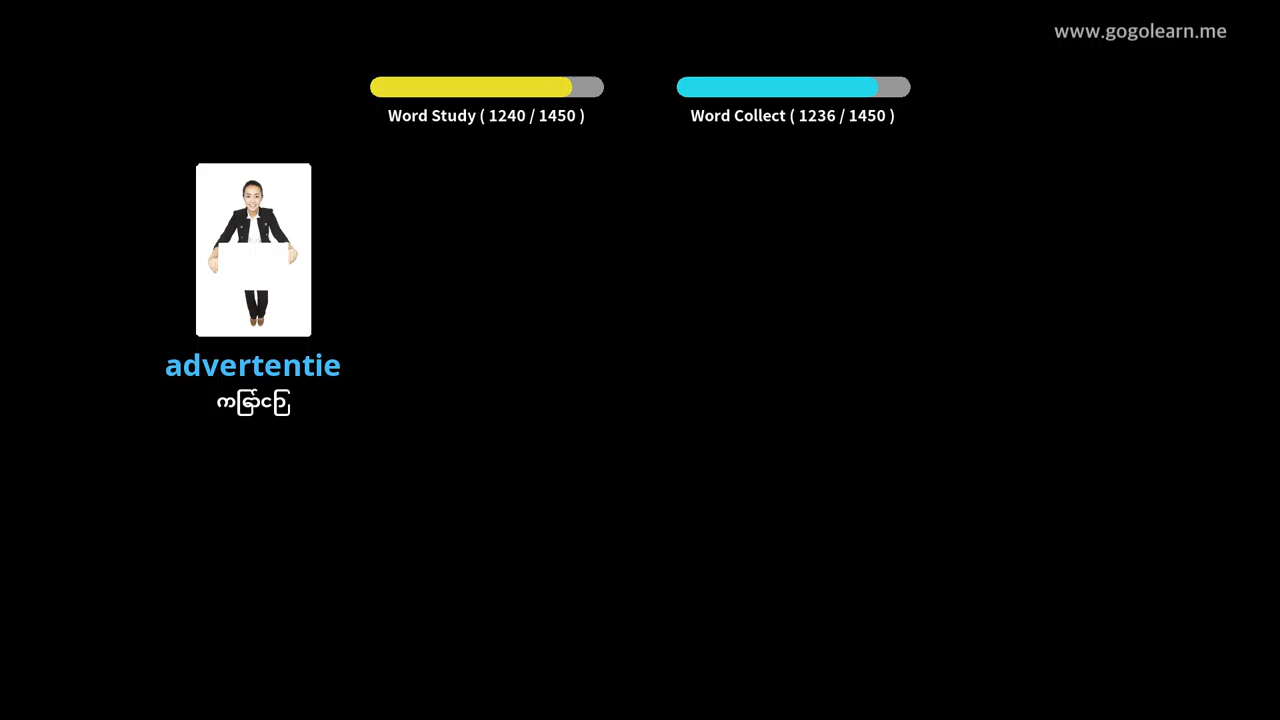 www.gogolearn.me
Word Study ( 1240 / 1450 )
Word Collect ( 1236 / 1450 )
advertentie
ကြော်ငြာ